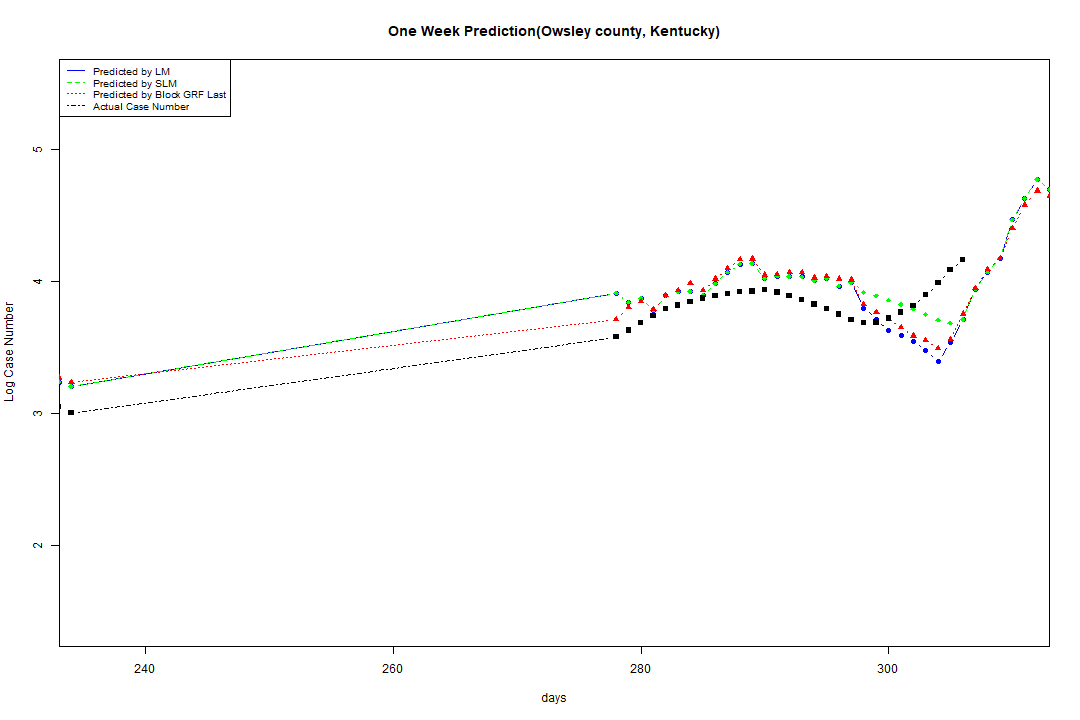 One Week Prediction(Owsley county, Kentucky)
Predicted by LM
Predicted by SLM
Predicted by Block GRF Last
Actual Case Number
Log Case Number
5
4
3
2
240 260 280 300
days